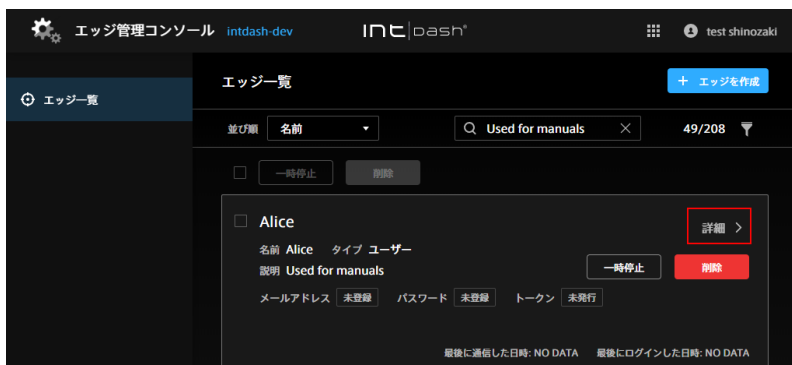 エッジ管理コンソール intdash-dev int|dash® test shinozaki
エッジ一覧
エッジ一覧
+ エッジを作成
並び順 名前 Used for manuals 49/208
一時停止 削除
Alice
詳細
名前 Alice タイプ ユーザー
説明 Used for manuals
一時停止 削除
メールアドレス 未登録 パスワード 未登録 トークン 未発行
最後に通信した日時: NO DATA 最後にログインした日時: NO DATA